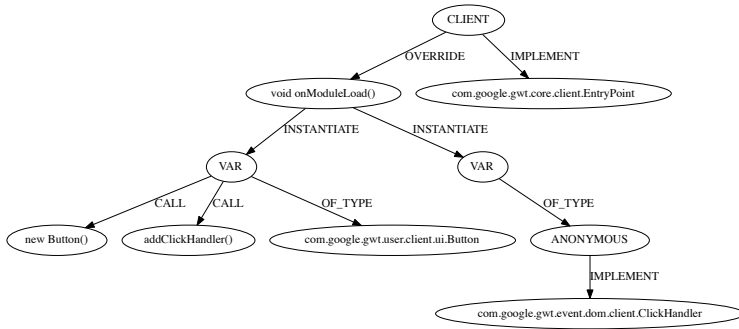 CLIENT
OVERRIDE
IMPLEMENT
void onModuleLoad()
com.google.gwt.core.client.EntryPoint
INSTANTIATE
INSTANTIATE
VAR
VAR
CALL
CALL
OF_TYPE
OF_TYPE
new Button()
addClickHandler()
com.google.gwt.user.client.ui.Button
ANONYMOUS
IMPLEMENT
com.google.gwt.event.dom.client.ClickHandler